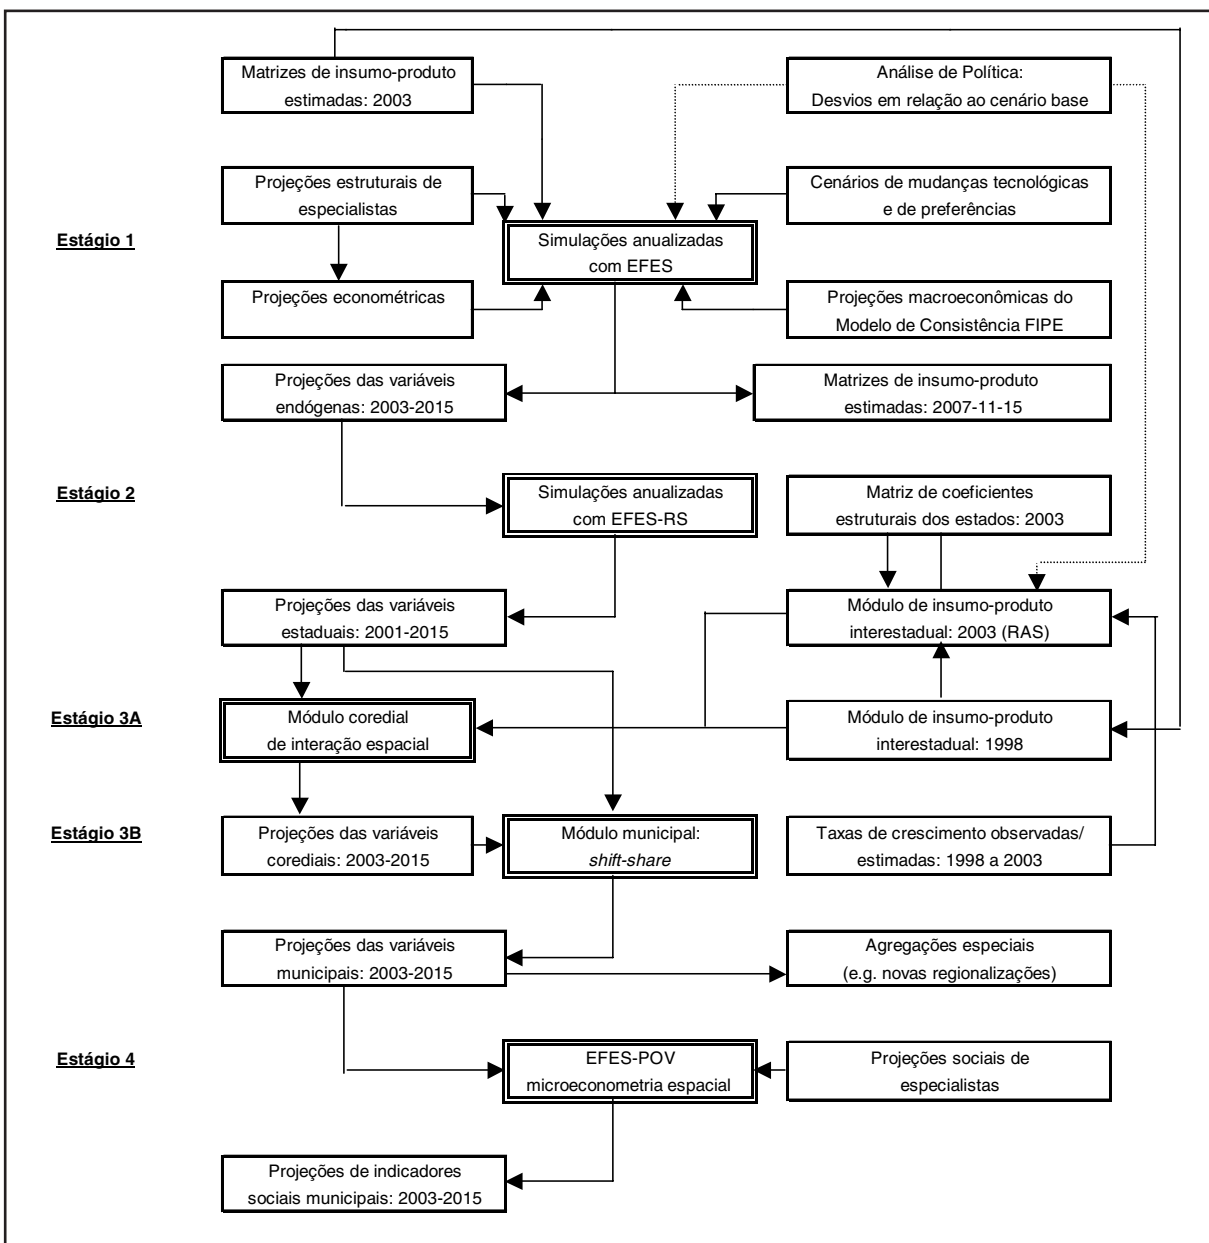 Matrizes de insumo-produto
estimadas: 2003
Análise de Política:
Desvios em relação ao cenário base
Projeções estruturais de
especialistas
Cenários de mudanças tecnológicas
e de preferências
Estágio 1
Simulações anualizadas
com EFES
Projeções econométricas
Projeções macroeconômicas do
Modelo de Consistência FIPE
Projeções das variáveis
endógenas: 2003-2015
Matrizes de insumo-produto
estimadas: 2007-11-15
Estágio 2
Simulações anualizadas
com EFES-RS
Matriz de coeficientes
estruturais dos estados: 2003
Projeções das variáveis
estaduais: 2001-2015
Módulo de insumo-produto
interestadual: 2003 (RAS)
Estágio 3A
Módulo coredial
de interação espacial
Módulo de insumo-produto
interestadual: 1998
Estágio 3B
Projeções das variáveis
corediais: 2003-2015
Módulo municipal:
shift-share
Taxas de crescimento observadas/
estimadas: 1998 a 2003
Projeções das variáveis
municipais: 2003-2015
Agregações especiais
(e.g. novas regionalizações)
Estágio 4
EFES-POV
microeconometria espacial
Projeções sociais de
especialistas
Projeções de indicadores
sociais municipais: 2003-2015